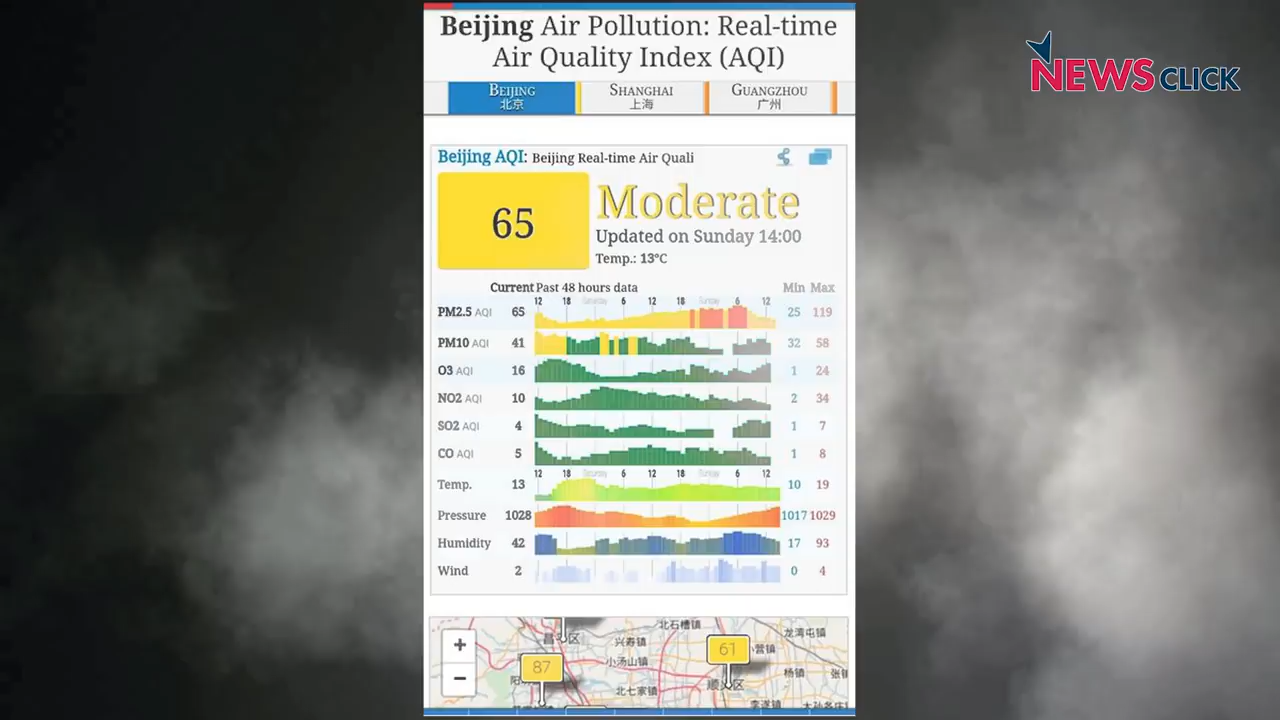 Beijing Air Pollution: Real-time
Air Quality Index (AQI)
NEWSCLICK
BEIJING
北京
SHANGHAI
上海
GUANGZHOU
广州
Beijing AQI: Beijing Real-time Air Quali
65
Moderate
Updated on Sunday 14:00
Temp.: 13°C
Current Past 48 hours data Min Max
12 18 Saturday 6 12 18 Sunday 6 12
PM2.5 AQI 65 25 119
PM10 AQI 41 32 58
O3 AQI 16 1 24
NO2 AQI 10 2 34
SO2 AQI 4 1 7
CO AQI 5 1 8
12 18 Saturday 6 12 18 Sunday 6 12
Temp. 13 10 19
Pressure 1028 1017 1029
Humidity 42 17 93
Wind 2 0 4
北石槽镇
龙湾屯镇
兴寿镇
小汤山镇
杨镇
北七家镇
+
−
87
61